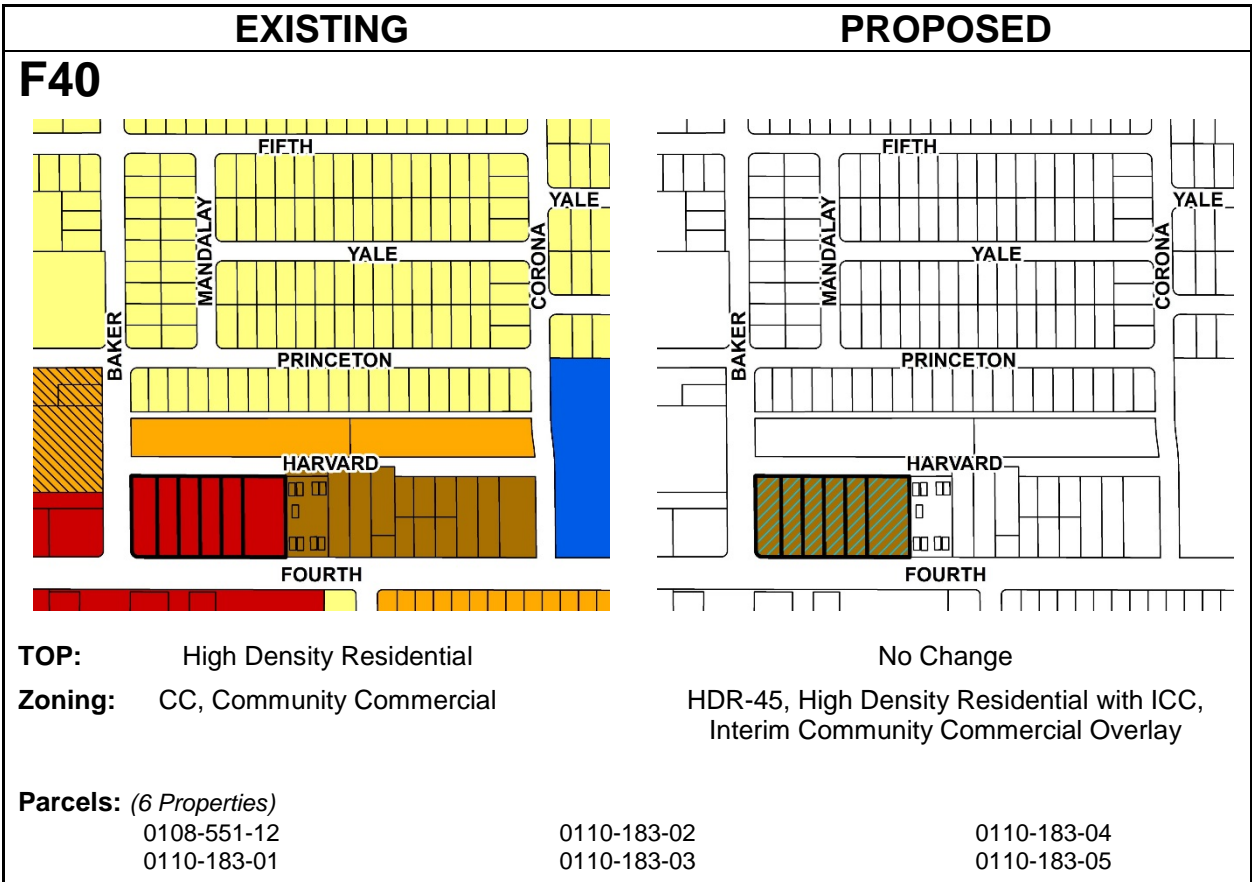 EXISTING PROPOSED
F40
FIFTH
YALE
MANDALAY
YALE
CORONA
BAKER
PRINCETON
HARVARD
FOURTH
FIFTH
YALE
MANDALAY
YALE
CORONA
BAKER
PRINCETON
HARVARD
FOURTH
TOP: High Density Residential No Change
Zoning: CC, Community Commercial HDR-45, High Density Residential with ICC,
Interim Community Commercial Overlay
Parcels: (6 Properties)
0108-551-12 0110-183-02 0110-183-04
0110-183-01 0110-183-03 0110-183-05